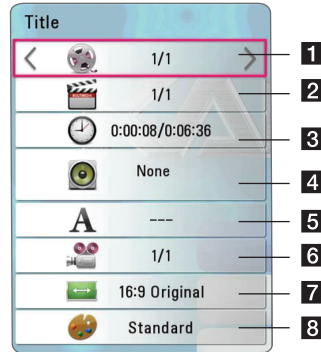 Title
1/1 1
1/1 2
0:00:08/0:06:36 3
None 4
A --- 5
1/1 6
16:9 Original 7
Standard 8